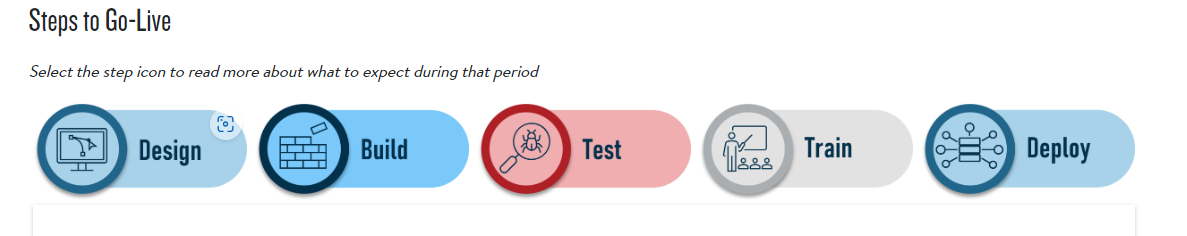 Steps to Go-Live
Select the step icon to read more about what to expect during that period
Design Build Test Train Deploy